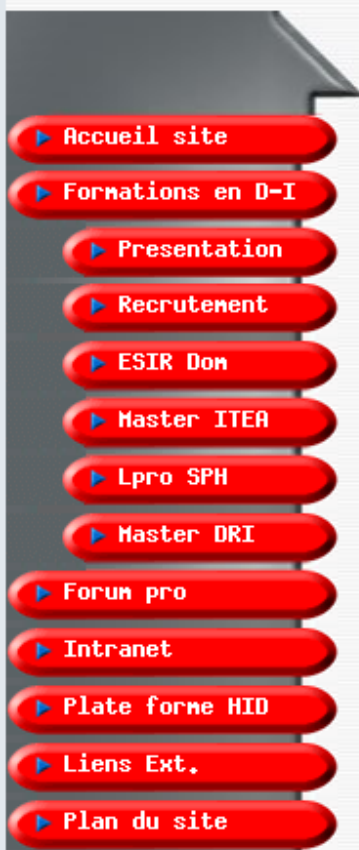 Accueil site
Formations en D-I
Presentation
Recrutement
ESIR Dom
Master ITEA
Lpro SPH
Master DRI
Forum pro
Intranet
Plate forme HID
Liens Ext.
Plan du site